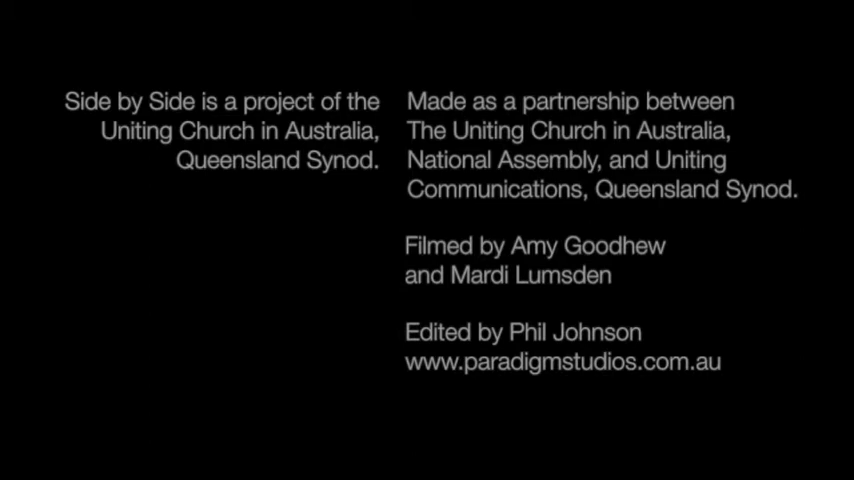 Side by Side is a project of the
Uniting Church in Australia,
Queensland Synod.
Made as a partnership between
The Uniting Church in Australia,
National Assembly, and Uniting
Communications, Queensland Synod.
Filmed by Amy Goodhew
and Mardi Lumsden
Edited by Phil Johnson
www.paradigmstudios.com.au